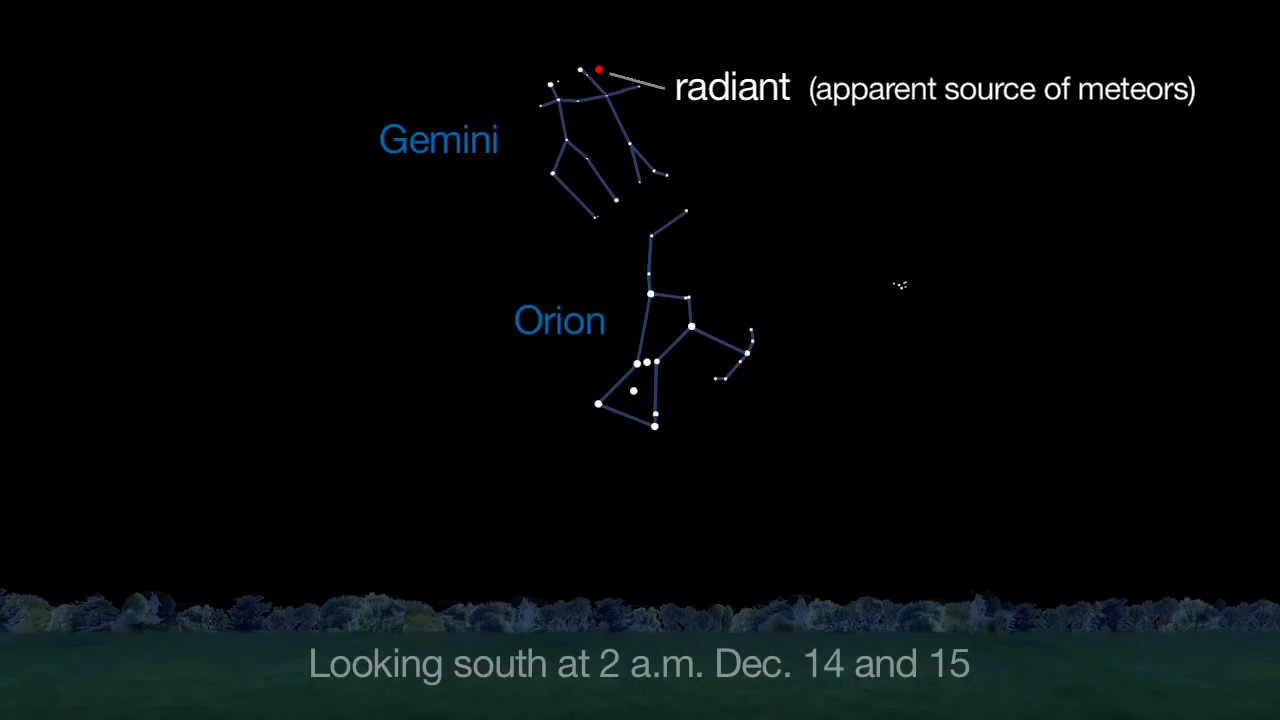 radiant (apparent source of meteors)
Gemini
Orion
Looking south at 2 a.m. Dec. 14 and 15